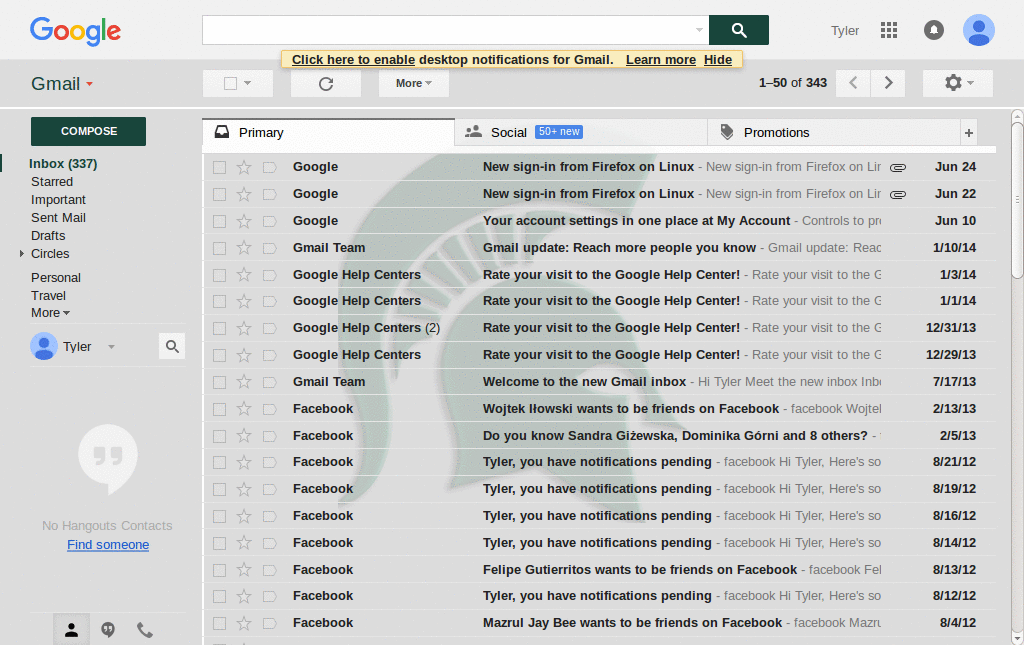 Google
Tyler
Click here to enable desktop notifications for Gmail. Learn more Hide
Gmail
More
1–50 of 343
COMPOSE
Inbox (337)
Starred
Important
Sent Mail
Drafts
Circles
Personal
Travel
More
Tyler
No Hangouts Contacts
Find someone
Primary
Social 50+ new
Promotions
+
Google New sign-in from Firefox on Linux - New sign-in from Firefox on Lin Jun 24
Google New sign-in from Firefox on Linux - New sign-in from Firefox on Lin Jun 22
Google Your account settings in one place at My Account - Controls to pro Jun 10
Gmail Team Gmail update: Reach more people you know - Gmail update: Reac 1/10/14
Google Help Centers Rate your visit to the Google Help Center! - Rate your visit to the G 1/3/14
Google Help Centers Rate your visit to the Google Help Center! - Rate your visit to the G 1/1/14
Google Help Centers (2) Rate your visit to the Google Help Center! - Rate your visit to the G 12/31/13
Google Help Centers Rate your visit to the Google Help Center! - Rate your visit to the G 12/29/13
Gmail Team Welcome to the new Gmail inbox - Hi Tyler Meet the new inbox Inbo 7/17/13
Facebook Wojtek Iłowski wants to be friends on Facebook - facebook Wojtek 2/13/13
Facebook Do you know Sandra Giżewska, Dominika Górni and 8 others? - 2/5/13
Facebook Tyler, you have notifications pending - facebook Hi Tyler, Here's so 8/21/12
Facebook Tyler, you have notifications pending - facebook Hi Tyler, Here's so 8/19/12
Facebook Tyler, you have notifications pending - facebook Hi Tyler, Here's so 8/16/12
Facebook Tyler, you have notifications pending - facebook Hi Tyler, Here's so 8/14/12
Facebook Felipe Gutierritos wants to be friends on Facebook - facebook Fel 8/13/12
Facebook Tyler, you have notifications pending - facebook Hi Tyler, Here's so 8/12/12
Facebook Mazrul Jay Bee wants to be friends on Facebook - facebook Mazru 8/4/12